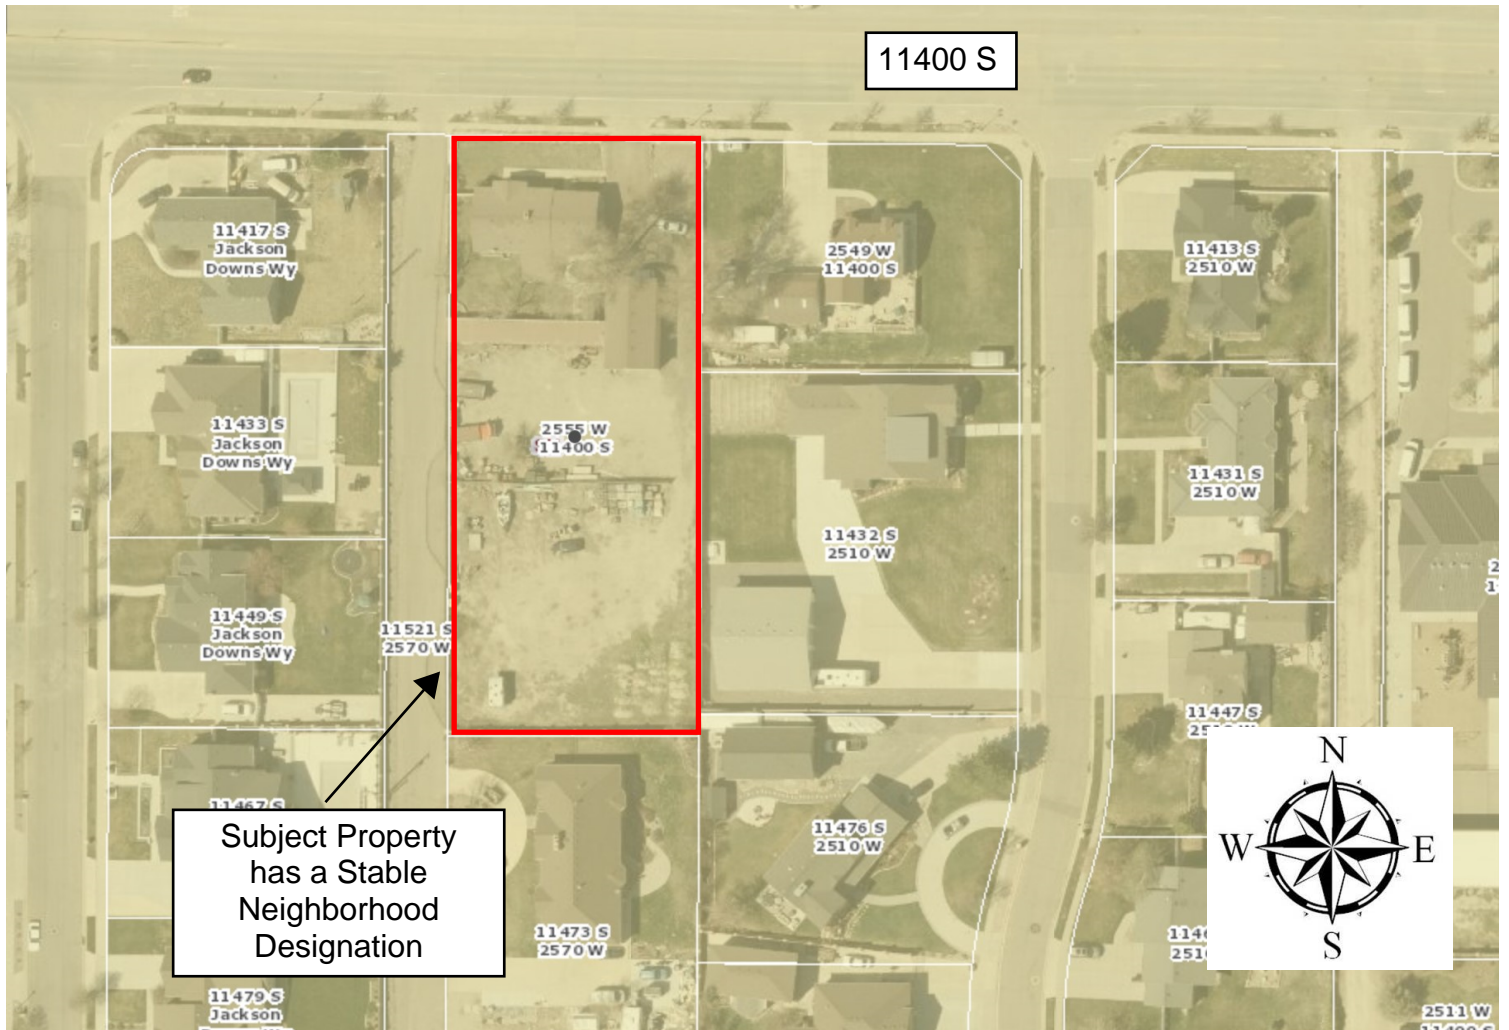 11400 S
11417 S
Jackson
Downs Wy
2549 W
11400 S
11413 S
2510 W
11433 S
Jackson
Downs Wy
2555 W
11400 S
11431 S
2510 W
11432 S
2510 W
11449 S
Jackson
Downs Wy
11521 S
2570 W
11447 S
N
W
E
S
11467 S
Subject Property
has a Stable
Neighborhood
Designation
11476 S
2510 W
11473 S
2570 W
11479 S
Jackson
2511 W